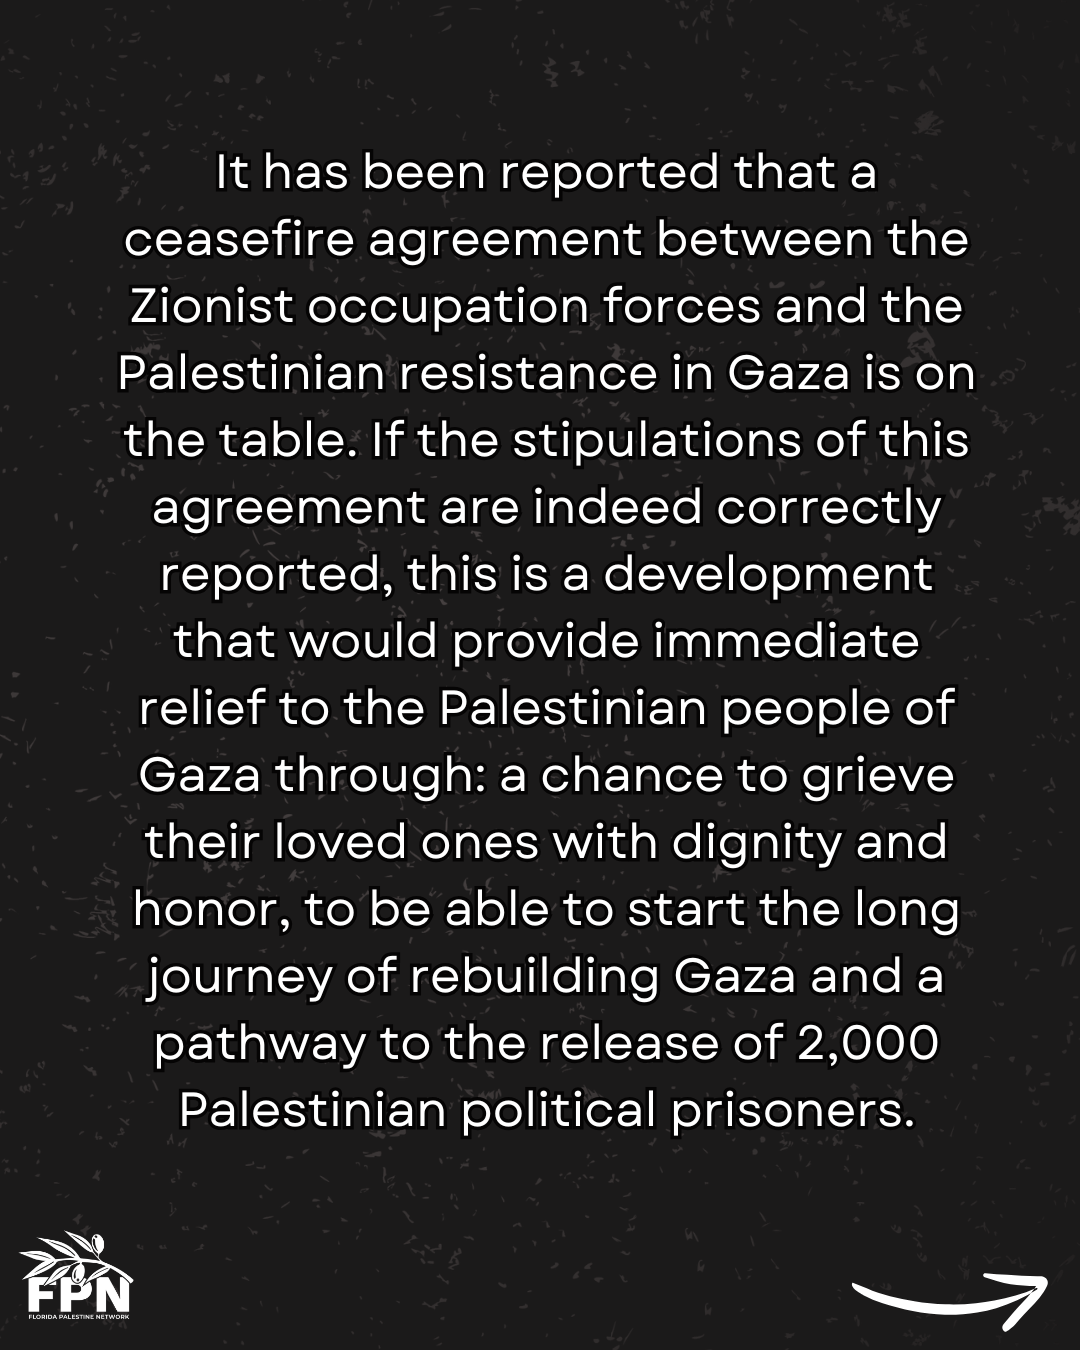 It has been reported that a
ceasefire agreement between the
Zionist occupation forces and the
Palestinian resistance in Gaza is on
the table. If the stipulations of this
agreement are indeed correctly
reported, this is a development
that would provide immediate
relief to the Palestinian people of
Gaza through: a chance to grieve
their loved ones with dignity and
honor, to be able to start the long
journey of rebuilding Gaza and a
pathway to the release of 2,000
Palestinian political prisoners.
FPN
FLORIDA PALESTINE NETWORK